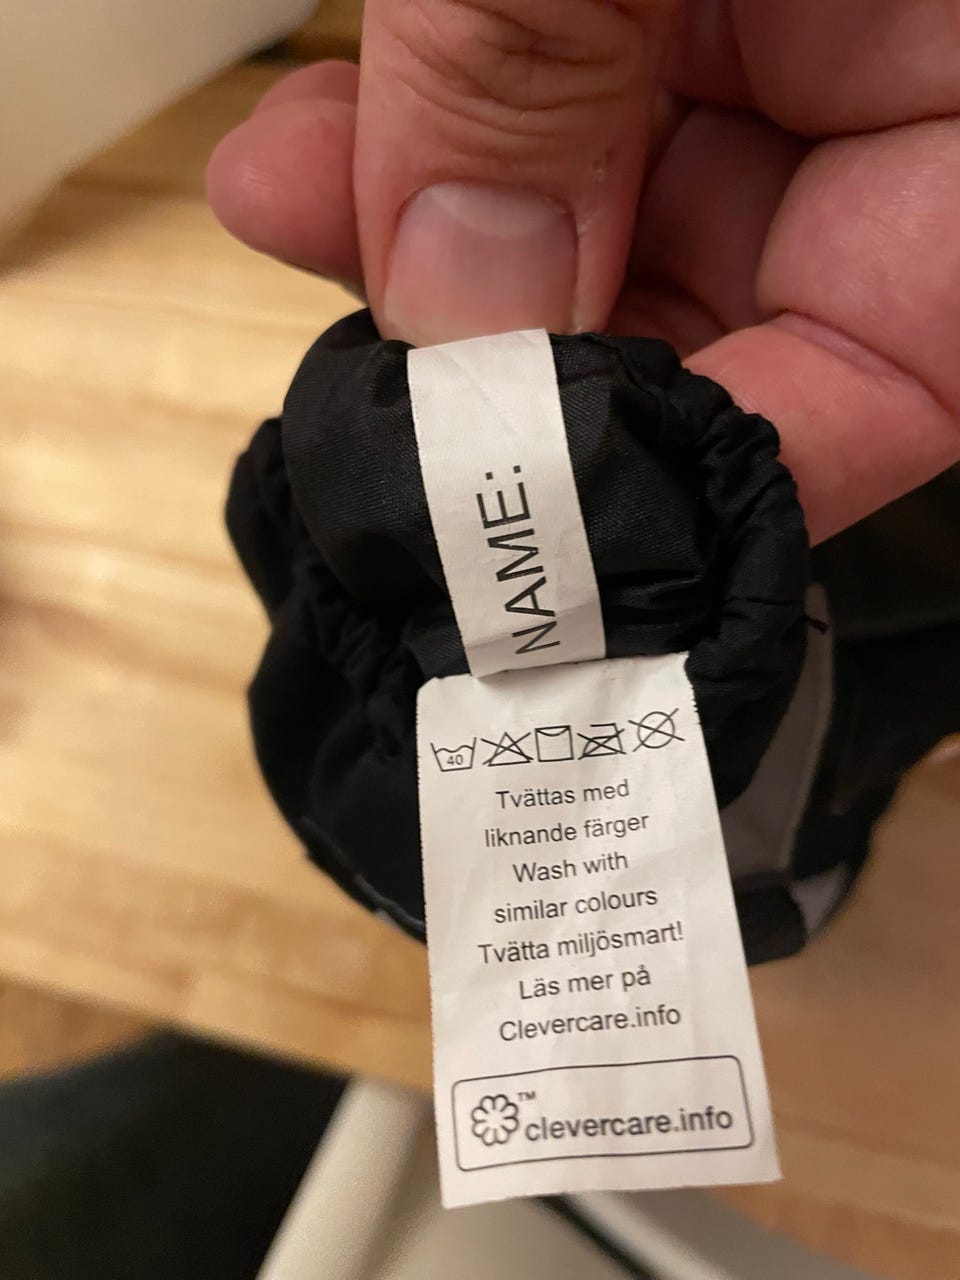 NAME:
40
Tvättas med
liknande färger
Wash with
similar colours
Tvätta miljösmart!
Läs mer på
Clevercare.info
™
clevercare.info